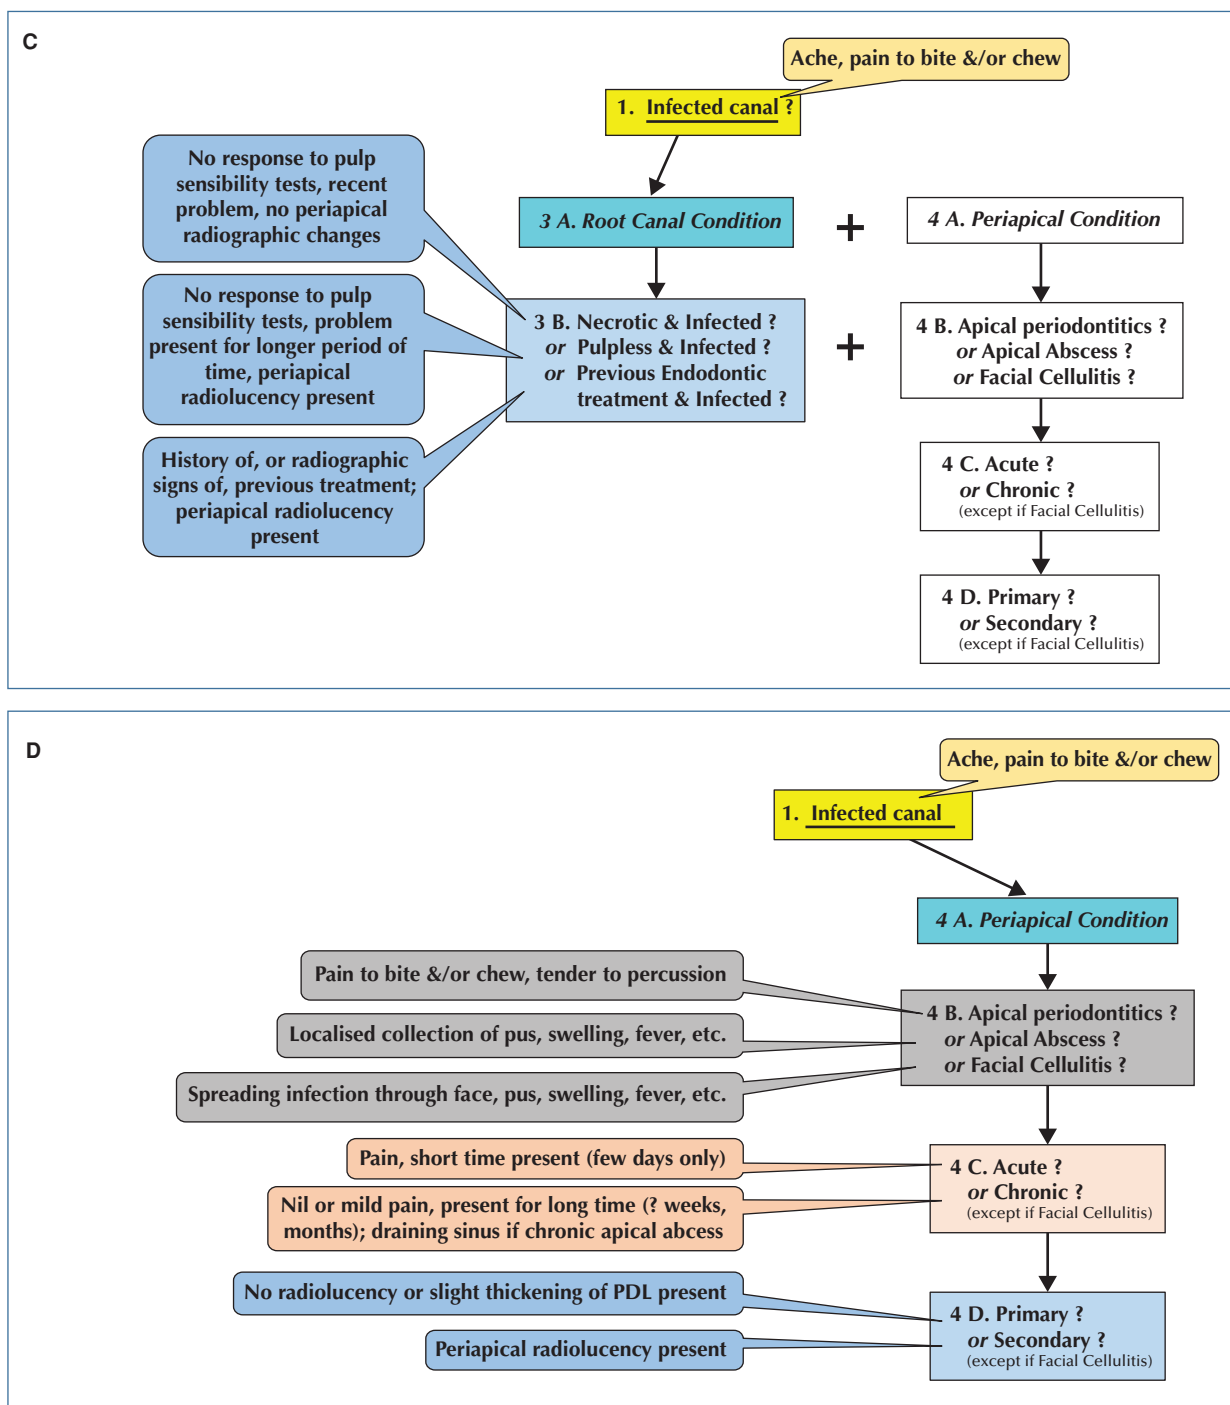 C
Ache, pain to bite &/or chew
1. Infected canal ?
No response to pulp
sensibility tests, recent
problem, no periapical
radiographic changes
3 A. Root Canal Condition
+
4 A. Periapical Condition
No response to pulp
sensibility tests, problem
present for longer period of
time, periapical
radiolucency present
3 B. Necrotic & Infected ?
or Pulpless & Infected ?
or Previous Endodontic
treatment & Infected ?
+
4 B. Apical periodontitics ?
or Apical Abscess ?
or Facial Cellulitis ?
History of, or radiographic
signs of, previous treatment;
periapical radiolucency
present
4 C. Acute ?
or Chronic ?
(except if Facial Cellulitis)
4 D. Primary ?
or Secondary ?
(except if Facial Cellulitis)
D
Ache, pain to bite &/or chew
1. Infected canal
4 A. Periapical Condition
Pain to bite &/or chew, tender to percussion
Localised collection of pus, swelling, fever, etc.
Spreading infection through face, pus, swelling, fever, etc.
4 B. Apical periodontitics ?
or Apical Abscess ?
or Facial Cellulitis ?
Pain, short time present (few days only)
Nil or mild pain, present for long time (? weeks,
months); draining sinus if chronic apical abcess
4 C. Acute ?
or Chronic ?
(except if Facial Cellulitis)
No radiolucency or slight thickening of PDL present
Periapical radiolucency present
4 D. Primary ?
or Secondary ?
(except if Facial Cellulitis)